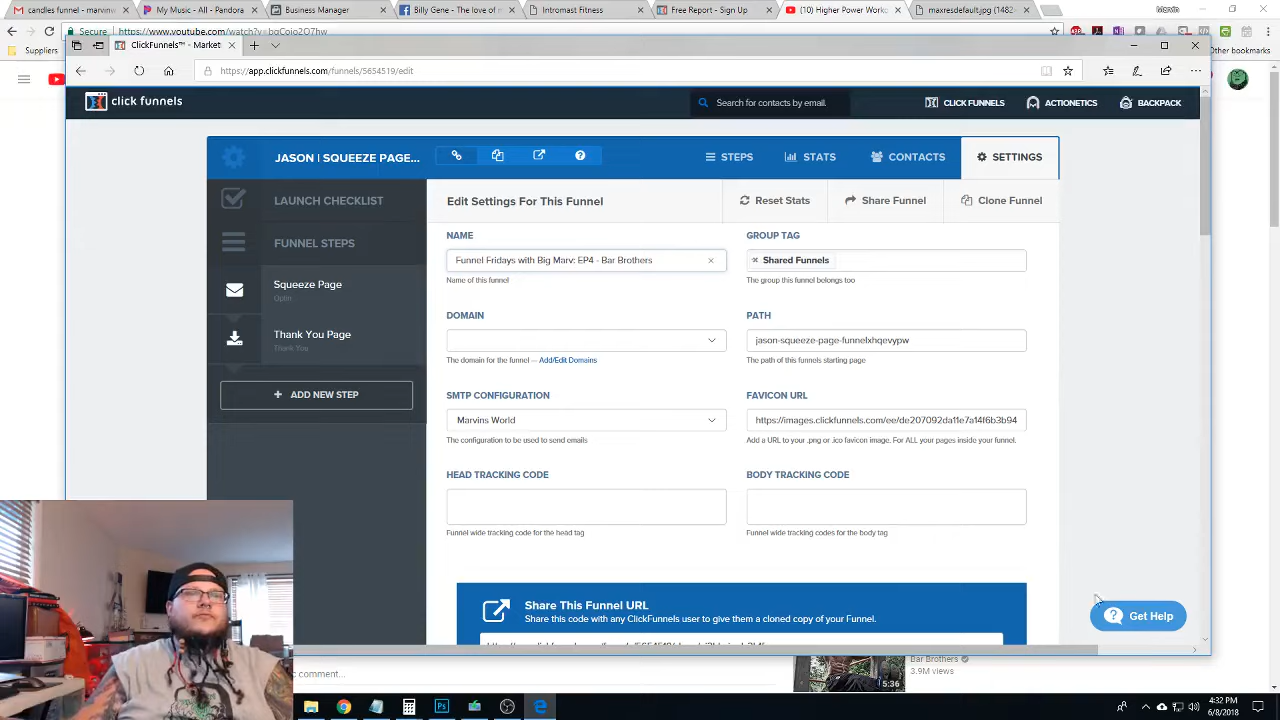 Inbox
My Funnels - All
Business Management
Billy Gene - The love of
Intromass Fitness
Free Report - Sign Up
(10) Higher Power Work
maxresdefault.jpg (1482
Marvin
Secure
https://www.youtube.com/watch?v=
Suppliers
Other bookmarks
ClickFunnels™ - Market
https://app.clickfunnels.com/funnels/5654519/edit
click funnels
Search for contacts by email.
CLICK FUNNELS
ACTIONETICS
BACKPACK
JASON | SQUEEZE PAGE...
STEPS
STATS
CONTACTS
SETTINGS
LAUNCH CHECKLIST
Edit Settings For This Funnel
Reset Stats
Share Funnel
Clone Funnel
FUNNEL STEPS
Squeeze Page
Optin
Thank You Page
Thank You
+ ADD NEW STEP
NAME
Funnel Fridays with Big Marv: EP4 - Bar Brothers
Name of this funnel
GROUP TAG
Shared Funnels
The group this funnel belongs too
DOMAIN
The domain for the funnel — Add/Edit Domains
PATH
jason-squeeze-page-funnelxhqevypw
The path of this funnels starting page
SMTP CONFIGURATION
Marvins World
The configuration to be used to send emails
FAVICON URL
https://images.clickfunnels.com/ee/de207092da11e7a14f6b3b94
Add a URL to your .png or .ico favicon image. For ALL your pages inside your funnel.
HEAD TRACKING CODE
Funnel wide tracking code for the head tag
BODY TRACKING CODE
Funnel wide tracking codes for the body tag
Share This Funnel URL
Share this code with any ClickFunnels user to give them a cloned copy of your Funnel.
Get Help
comment...
5:36
Bar Brothers
3.9M views
4:32 PM
6/8/2018